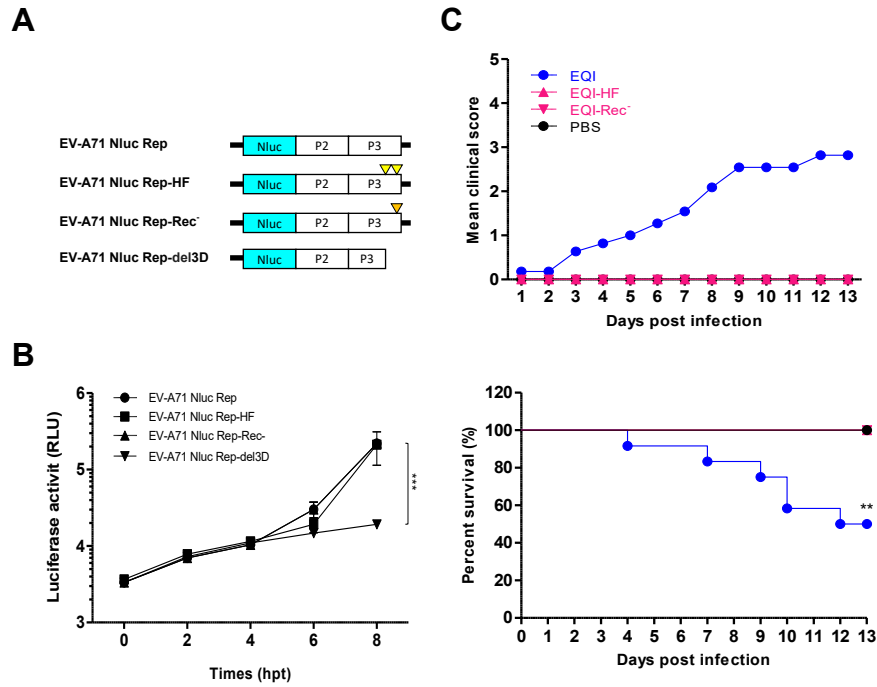 A
EV-A71 Nluc Rep
Nluc P2 P3
EV-A71 Nluc Rep-HF
Nluc P2 P3
EV-A71 Nluc Rep-Rec-
Nluc P2 P3
EV-A71 Nluc Rep-del3D
Nluc P2 P3
B
EV-A71 Nluc Rep
EV-A71 Nluc Rep-HF
EV-A71 Nluc Rep-Rec-
EV-A71 Nluc Rep-del3D
Luciferase activit (RLU)
6
5
4
3
***
0 2 4 6 8
Times (hpt)
C
EQI
EQI-HF
EQI-Rec-
PBS
Mean clinical score
5
4
3
2
1
0
1 2 3 4 5 6 7 8 9 10 11 12 13
Days post infection
Percent survival (%)
120
100
80
60
40
20
0
**
0 1 2 3 4 5 6 7 8 9 10 11 12 13
Days post infection